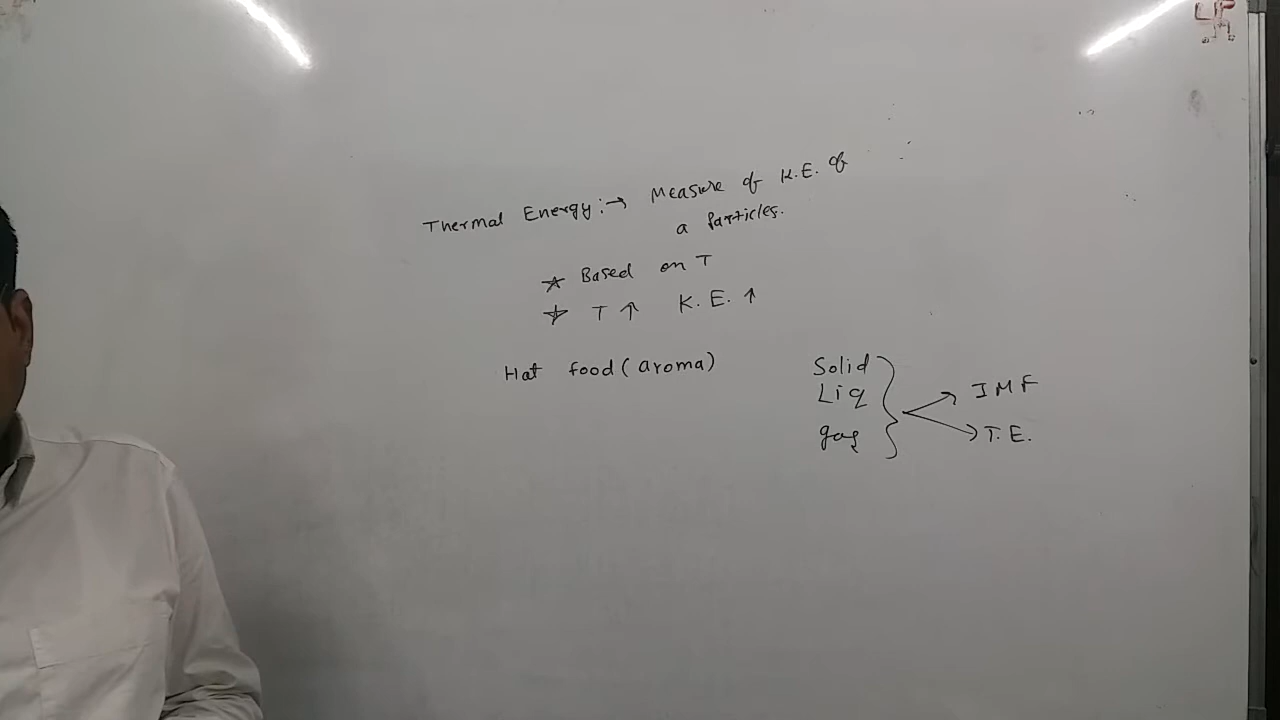 Thermal Energy:→ Measure of K.E. of
a Particles.
☆ Based on T
☆ T↑ K.E.↑
Hot food (aroma)
Solid
Liq
gas
IMF
T.E.